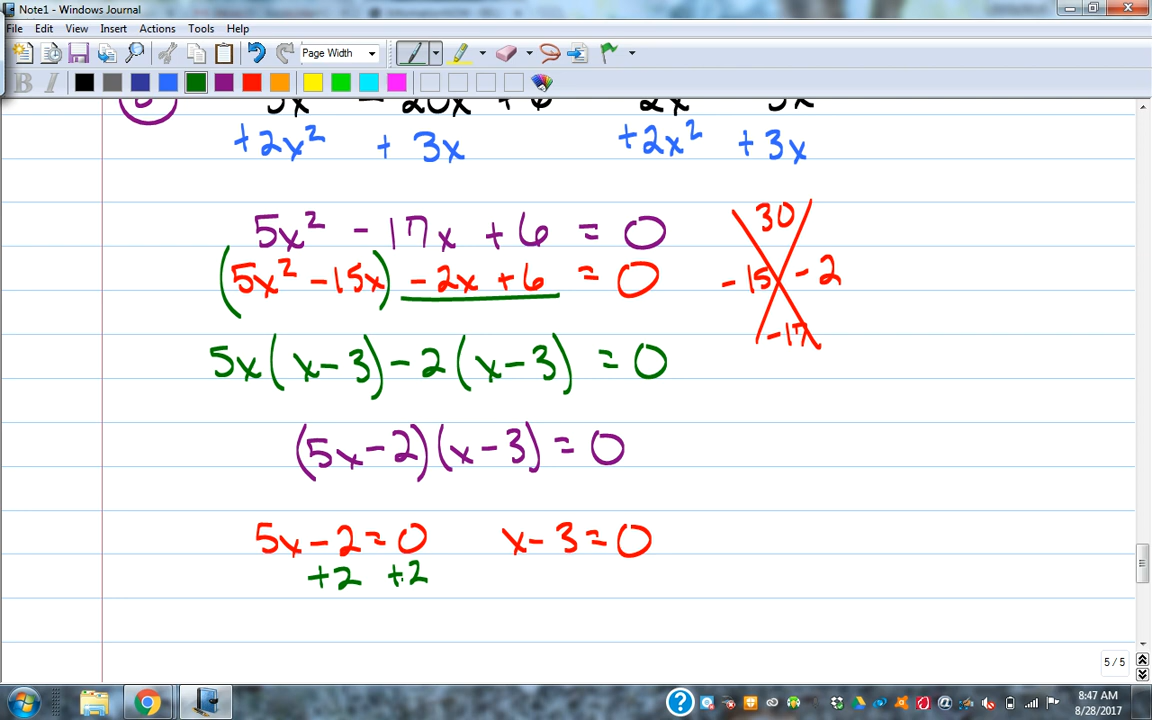 Note1 - Windows Journal
File Edit View Insert Actions Tools Help
Page Width
B I
+2x² + 3x +2x² + 3x
5x² - 17x + 6 = 0
(5x² - 15x) - 2x + 6 = 0
30
-15 -2
-17
5x(x-3) - 2(x-3) = 0
(5x-2)(x-3) = 0
5x-2=0 x-3=0
+2 +2
5 / 5
8:47 AM
8/28/2017